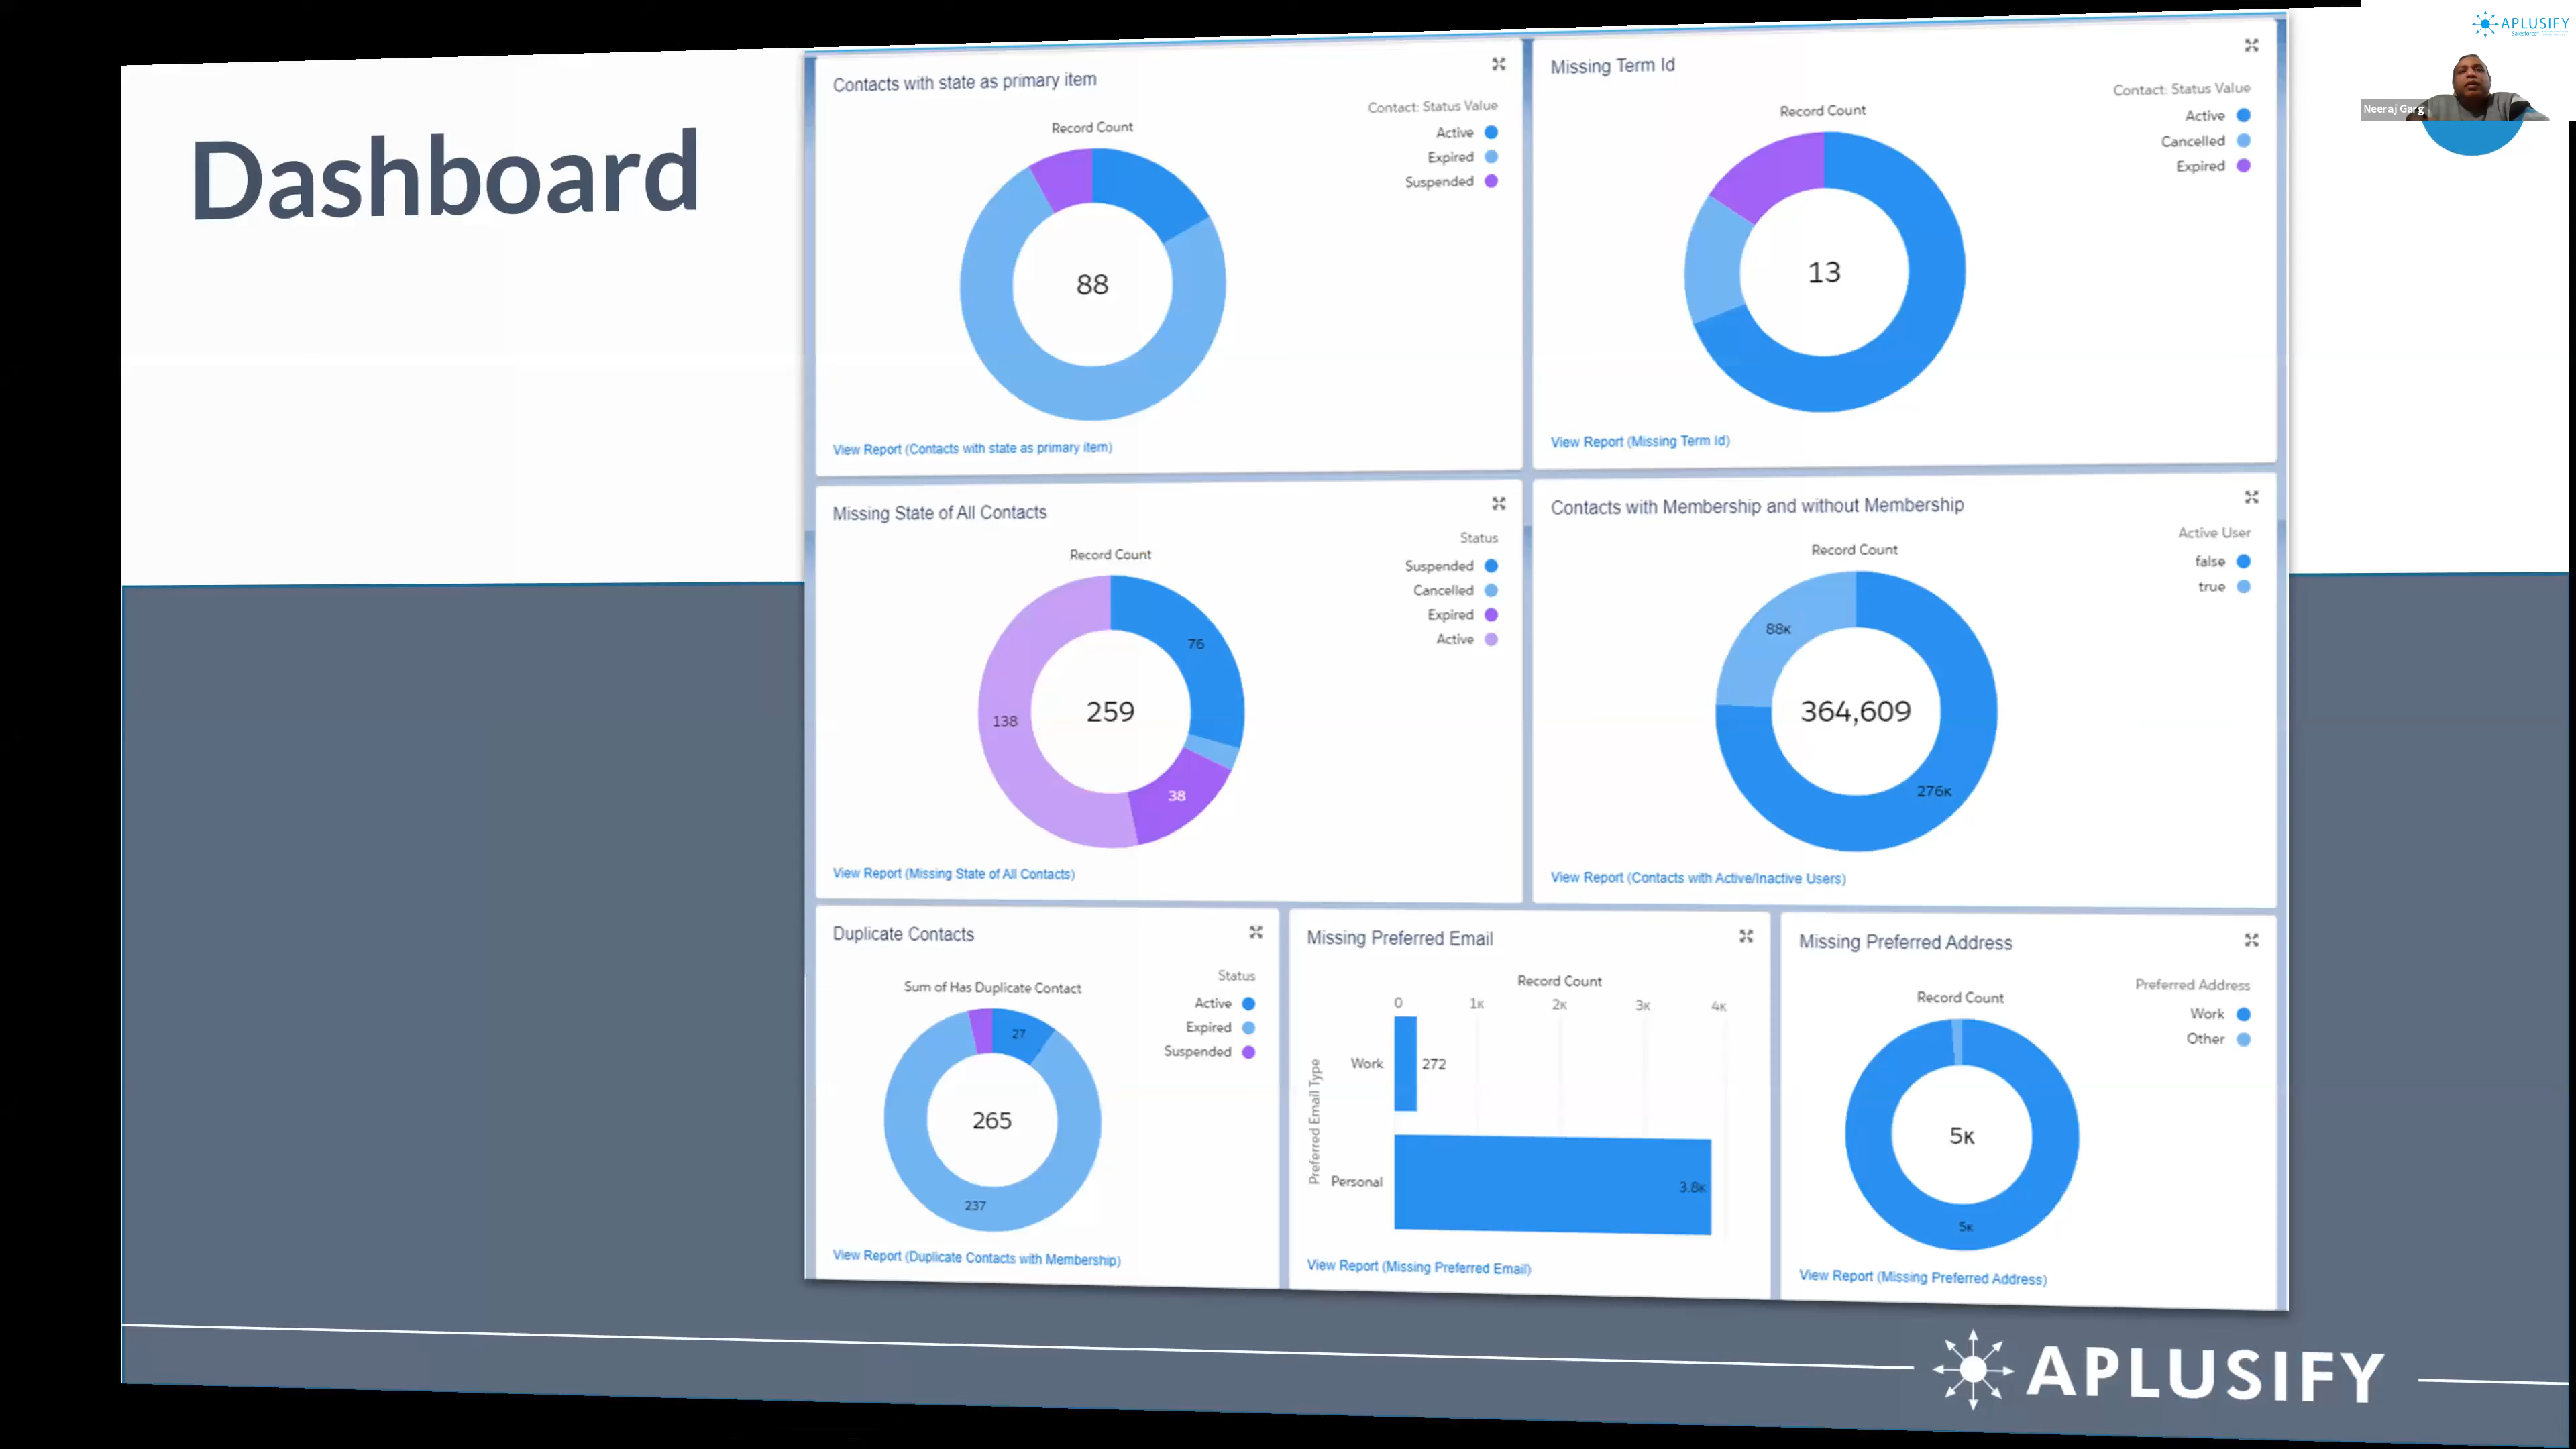 Dashboard
Contacts with state as primary item
Contact: Status Value
Record Count
Active
Expired
Suspended
88
View Report (Contacts with state as primary item)
Missing Term Id
Contact: Status Value
Record Count
Active
Cancelled
Expired
13
View Report (Missing Term Id)
Missing State of All Contacts
Status
Record Count
Suspended
Cancelled
Expired
Active
76
138
259
38
View Report (Missing State of All Contacts)
Contacts with Membership and without Membership
Active User
Record Count
false
true
88K
364,609
276K
View Report (Contacts with Active/Inactive Users)
Duplicate Contacts
Status
Sum of Has Duplicate Contact
Active
Expired
Suspended
27
265
237
View Report (Duplicate Contacts with Membership)
Missing Preferred Email
Record Count
0 1K 2K 3K 4K
Preferred Email Type
Work 272
Personal 3.8K
View Report (Missing Preferred Email)
Missing Preferred Address
Preferred Address
Record Count
Work
Other
5K
5K
View Report (Missing Preferred Address)
APLUSIFY
APLUSIFY
Neeraj Garg